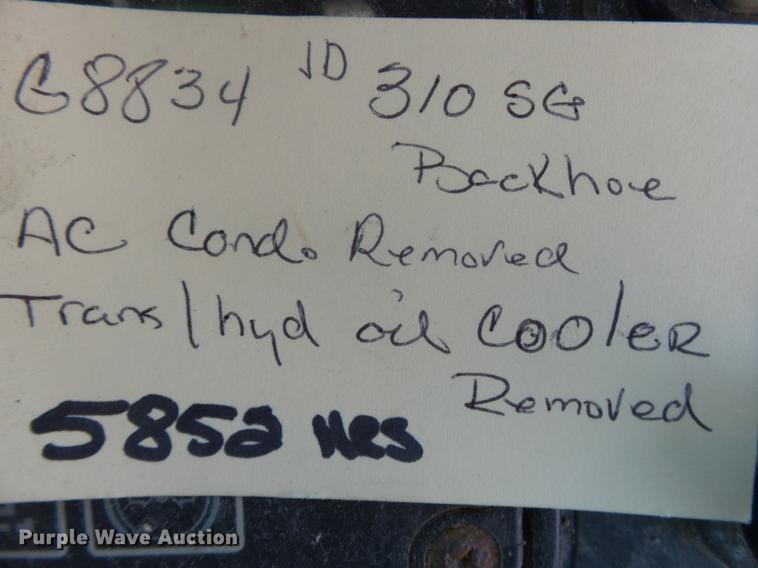 G8834 JD 310 SG
Backhoe
AC Cond. Removed
Trans/hyd oil COOlER
Removed
5852 HRS
Purple Wave Auction